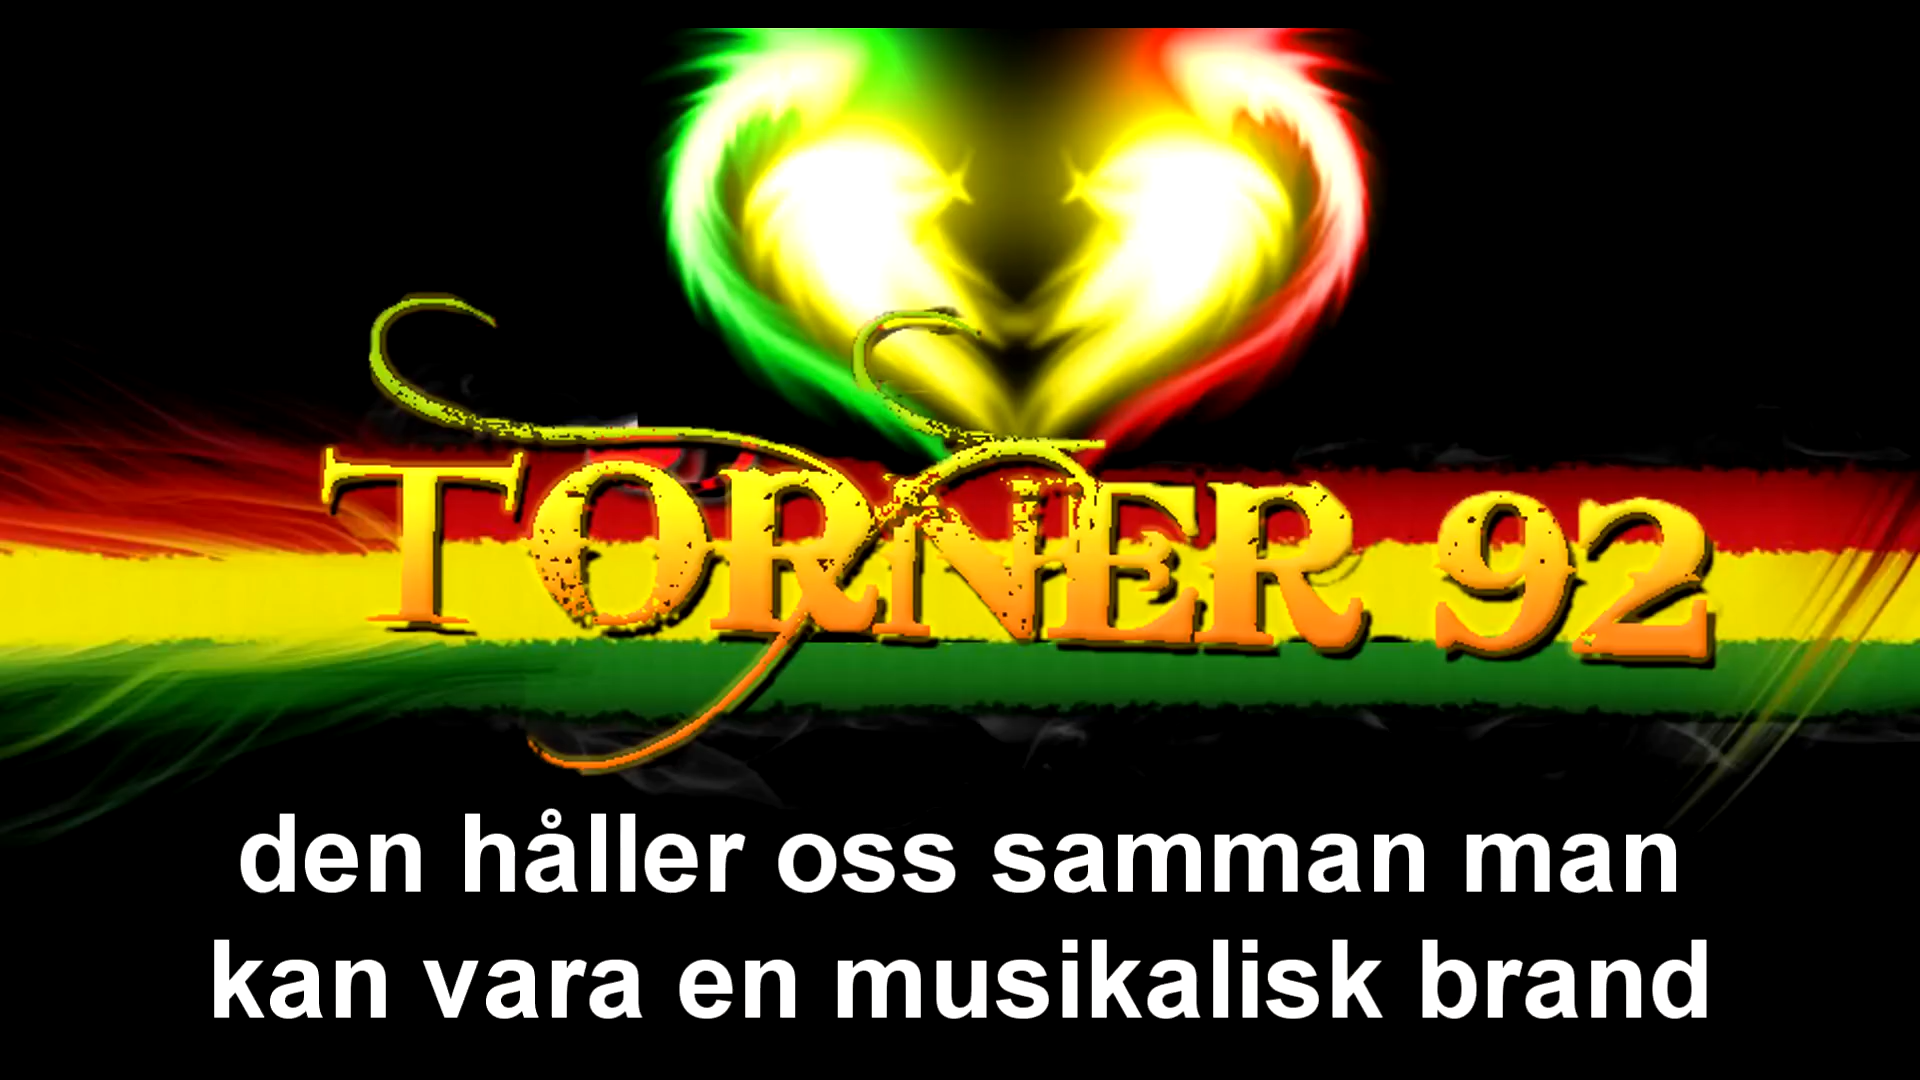 TORNER 92
den håller oss samman man
kan vara en musikalisk brand